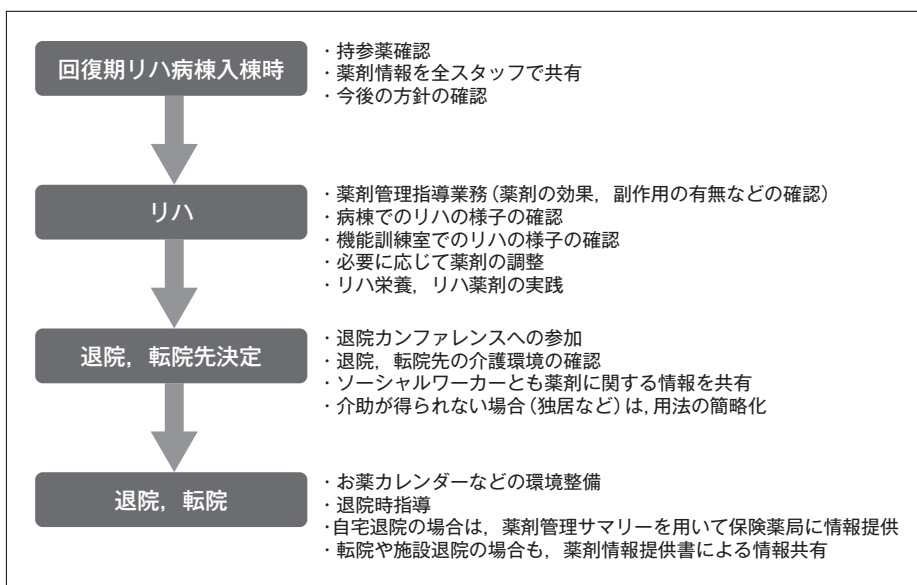 回復期リハ病棟入棟時
・持参薬確認
・薬剤情報を全スタッフで共有
・今後の方針の確認
リハ
・薬剤管理指導業務（薬剤の効果，副作用の有無などの確認）
・病棟でのリハの様子の確認
・機能訓練室でのリハの様子の確認
・必要に応じて薬剤の調整
・リハ栄養，リハ薬剤の実践
退院，転院先決定
・退院カンファレンスへの参加
・退院，転院先の介護環境の確認
・ソーシャルワーカーとも薬剤に関する情報を共有
・介助が得られない場合（独居など）は，用法の簡略化
退院，転院
・お薬カレンダーなどの環境整備
・退院時指導
・自宅退院の場合は，薬剤管理サマリーを用いて保険薬局に情報提供
・転院や施設退院の場合も，薬剤情報提供書による情報共有